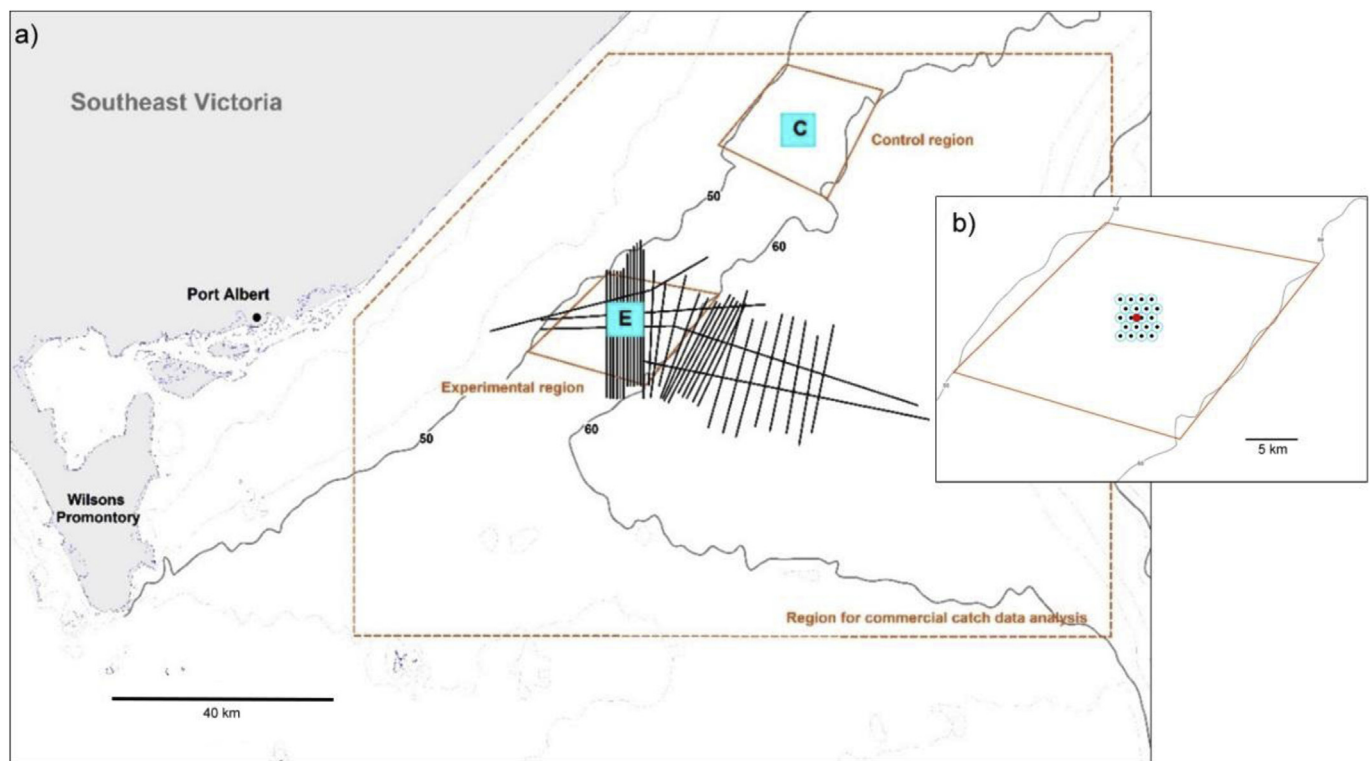 a)
Southeast Victoria
C
Control region
50
60
b)
Port Albert
E
Experimental region
50
60
5 km
Wilsons
Promontory
Region for commercial catch data analysis
40 km